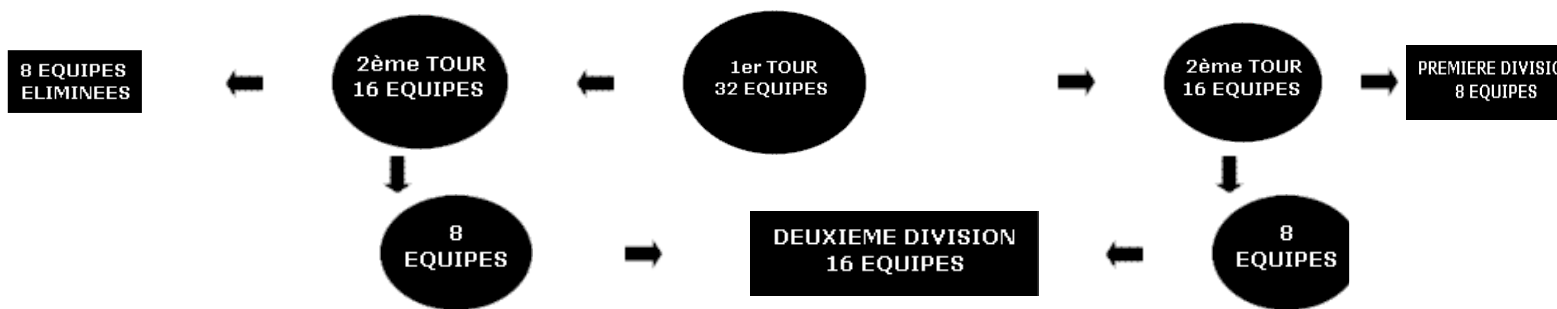 8 EQUIPES
ELIMINEES
2ème TOUR
16 EQUIPES
1er TOUR
32 EQUIPES
2ème TOUR
16 EQUIPES
PREMIERE
8 EQUIPES
8
EQUIPES
DEUXIEME DIVISION
16 EQUIPES
8
EQUIPES